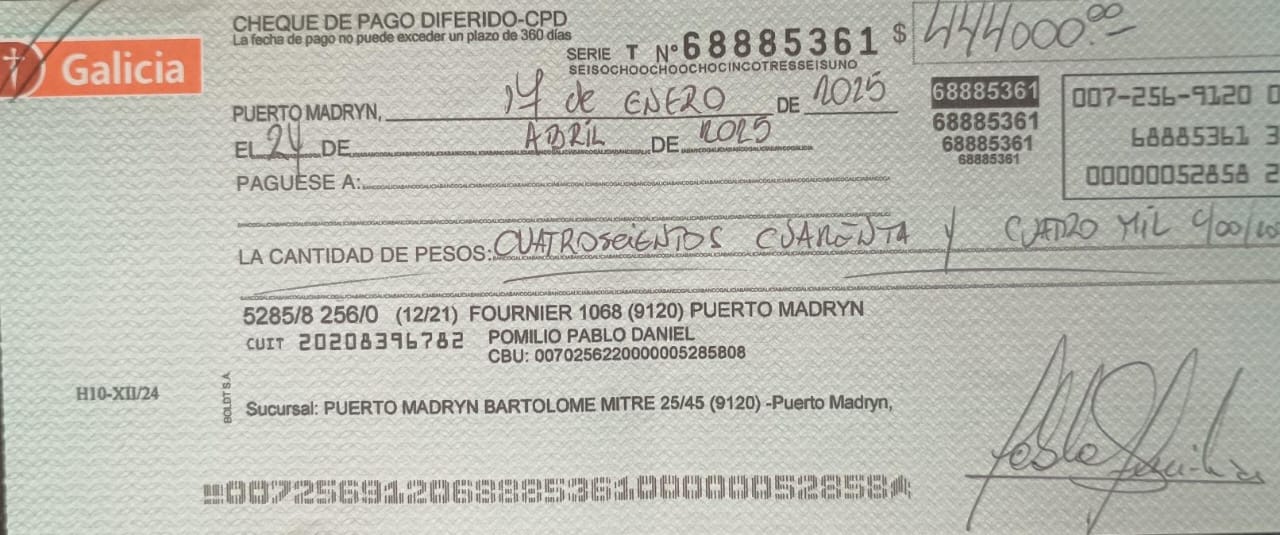 CHEQUE DE PAGO DIFERIDO-CPD
La fecha de pago no puede exceder un plazo de 360 días
Galicia
SERIE T Nº 68885361 $ 444000.00-
SEISOCHOOCHOOCHOCINCOTRESSEISUNO
PUERTO MADRYN, 17 de ENERO DE 2025
EL 24 DE ABRIL DE 2025
PAGUESE A:
68885361
68885361
68885361
68885361
007-256-9120 0
68885361 3
00000052858 2
LA CANTIDAD DE PESOS: CUATROSCIENTOS CUARENTA Y CUATRO MIL 400/100
5285/8 256/0 (12/21) FOURNIER 1068 (9120) PUERTO MADRYN
CUIT 20208396782 POMILIO PABLO DANIEL
CBU: 0070256220000005285808
H10-XII/24
BOLDT S.A.
Sucursal: PUERTO MADRYN BARTOLOME MITRE 25/45 (9120) -Puerto Madryn,
00725691206888536100000052858